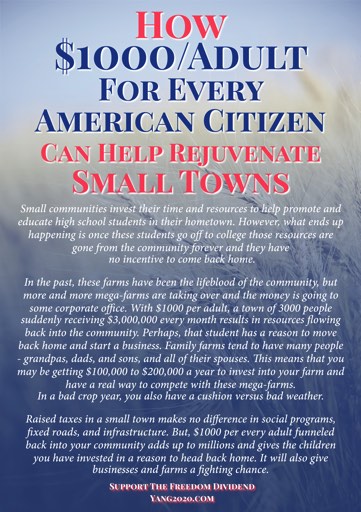 How
$1000/Adult
For Every
American Citizen
Can Help Rejuvenate
Small Towns
Small communities invest their time and resources to help promote and
educate high school students in their hometown. However, what ends up
happening is once these students go off to college those resources are
gone from the community forever and they have
no incentive to come back home.
In the past, these farms have been the lifeblood of the community, but
more and more mega-farms are taking over and the money is going to
some corporate office. With $1000 per adult, a town of 3000 people
suddenly receiving $3,000,000 every month results in resources flowing
back into the community. Perhaps, that student has a reason to move
back home and start a business. Family farms tend to have many people
- grandpas, dads, and sons, and all of their spouses. This means that you
may be getting $100,000 to $200,000 a year to invest into your farm and
have a real way to compete with these mega-farms.
In a bad crop year, you also have a cushion versus bad weather.
Raised taxes in a small town makes no difference in social programs,
fixed roads, and infrastructure. But, $1000 per every adult funneled
back into your community adds up to millions and gives the children
you have invested in a reason to head back home. It will also give
businesses and farms a fighting chance.
Support The Freedom Dividend
Yang2020.com